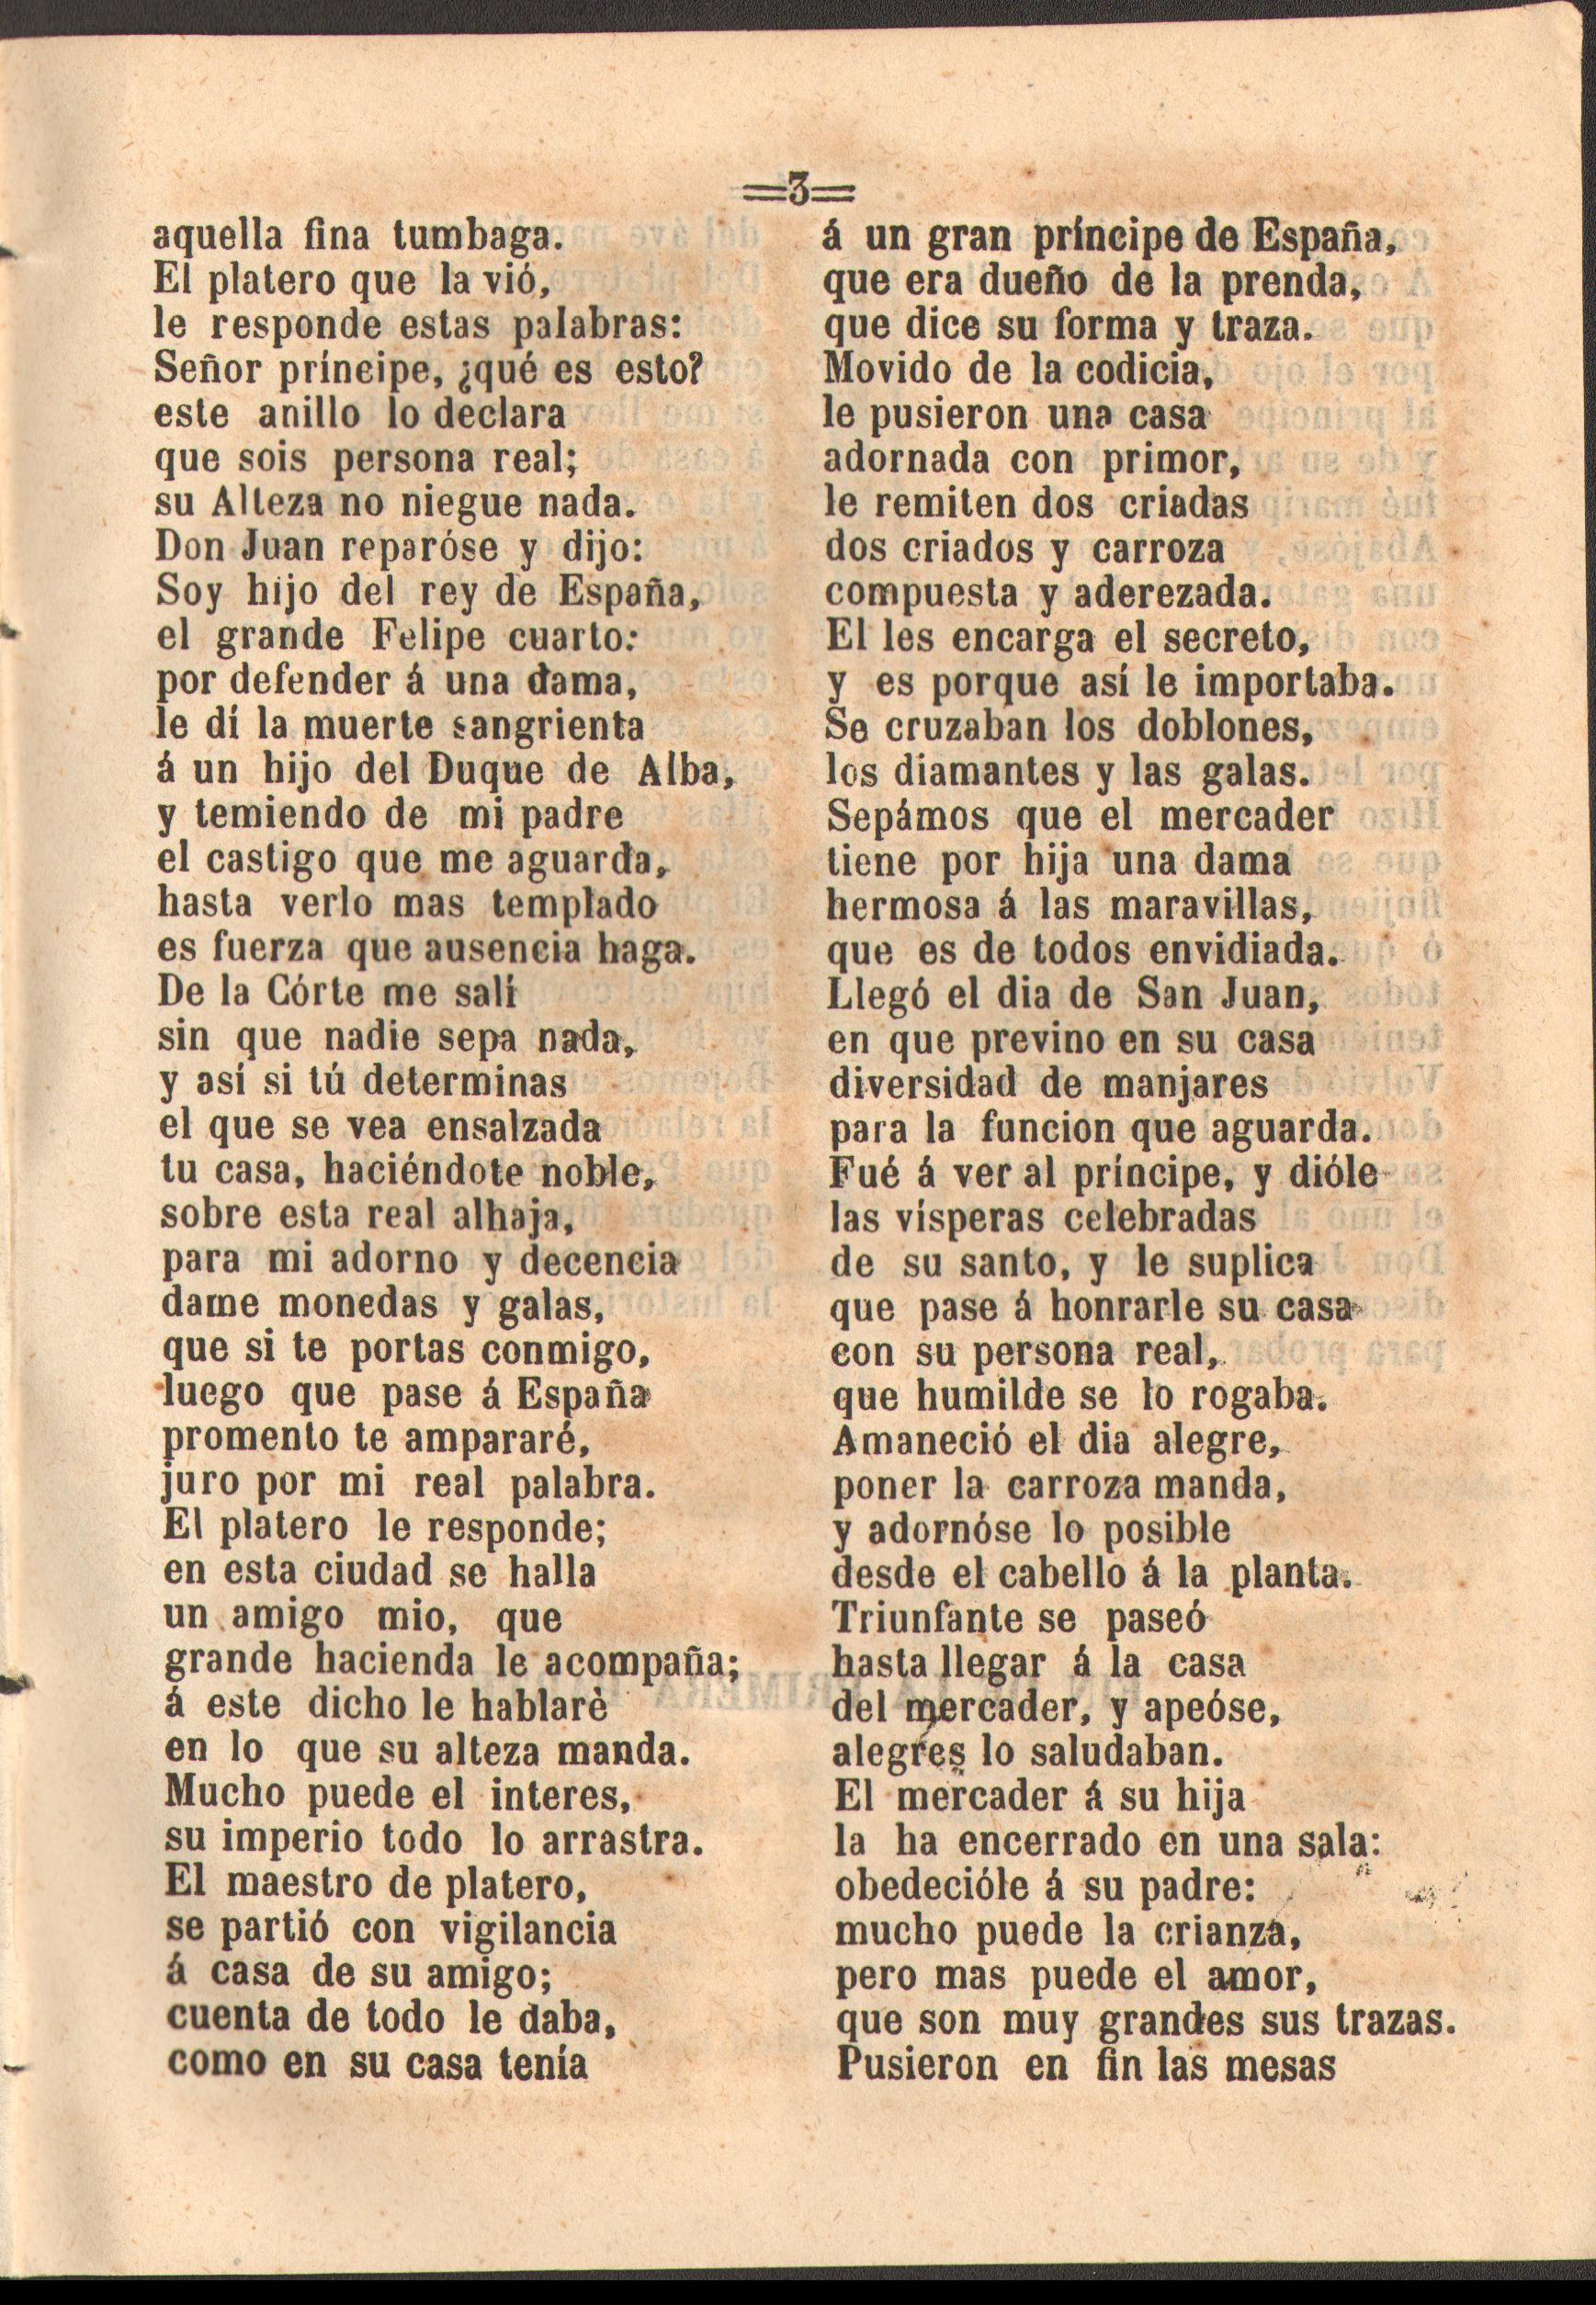 =3=
aquella fina tumbaga.
El platero que la vió,
le responde estas palabras:
Señor príncipe, ¿qué es esto?
este anillo lo declara
que sois persona real;
su Alteza no niegue nada.
Don Juan reparóse y dijo:
Soy hijo del rey de España,
el grande Felipe cuarto:
por defender á una dama,
le dí la muerte sangrienta
á un hijo del Duque de Alba,
y temiendo de mi padre
el castigo que me aguarda,
hasta verlo mas templado
es fuerza que ausencia haga.
De la Córte me salí
sin que nadie sepa nada,
y así si tú determinas
el que se vea ensalzada
tu casa, haciéndote noble,
sobre esta real alhaja,
para mi adorno y decencia
dame monedas y galas,
que si te portas conmigo,
luego que pase á España
promento te ampararé,
juro por mi real palabra.
El platero le responde;
en esta ciudad se halla
un amigo mio, que
grande hacienda le acompaña;
á este dicho le hablarè
en lo que su alteza manda.
Mucho puede el interes,
su imperio todo lo arrastra.
El maestro de platero,
se partió con vigilancia
á casa de su amigo;
cuenta de todo le daba,
como en su casa tenía
á un gran príncipe de España,
que era dueño de la prenda,
que dice su forma y traza.
Movido de la codicia,
le pusieron una casa
adornada con primor,
le remiten dos criadas
dos criados y carroza
compuesta y aderezada.
El les encarga el secreto,
y es porque así le importaba.
Se cruzaban los doblones,
los diamantes y las galas.
Sepámos que el mercader
tiene por hija una dama
hermosa á las maravillas,
que es de todos envidiada.
Llegó el dia de San Juan,
en que previno en su casa
diversidad de manjares
para la funcion que aguarda.
Fué á ver al príncipe, y dióle
las vísperas celebradas
de su santo, y le suplica
que pase á honrarle su casa
con su persona real,
que humilde se lo rogaba.
Amaneció el dia alegre,
poner la carroza manda,
y adornóse lo posible
desde el cabello á la planta.
Triunfante se paseó
hasta llegar á la casa
del mercader, y apeóse,
alegres lo saludaban.
El mercader á su hija
la ha encerrado en una sala:
obedecióle á su padre:
mucho puede la crianza,
pero mas puede el amor,
que son muy grandes sus trazas.
Pusieron en fin las mesas